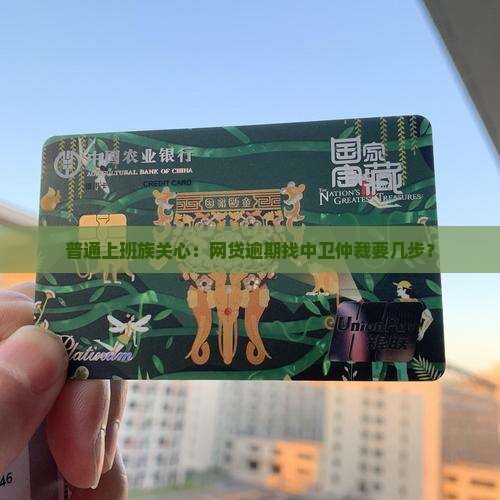 中国农业银行
AGRICULTURAL BANK OF CHINA
CREDIT CARD
国家宝藏
NATION'S
GREATEST TREASURES
普通上班族关心：网贷逾期找中卫仲裁要几步？
UnionPay
银联
Platinum
46